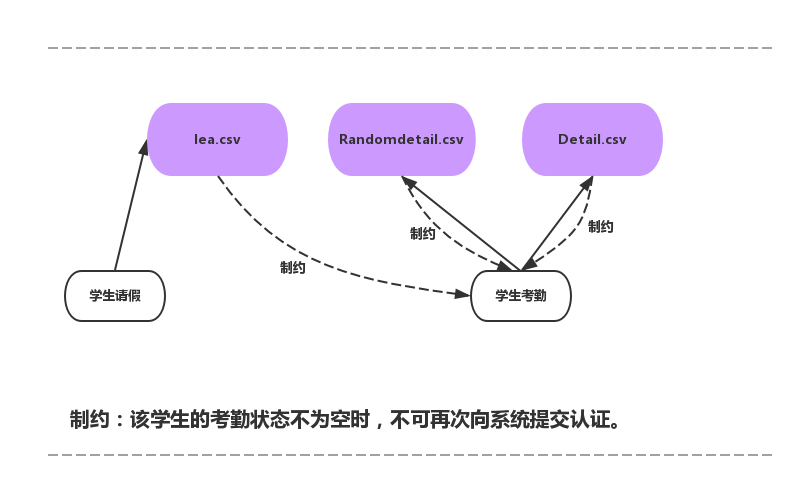 lea.csv
Randomdetail.csv
Detail.csv
制约
制约
制约
学生请假
学生考勤
制约：该学生的考勤状态不为空时，不可再次向系统提交认证。